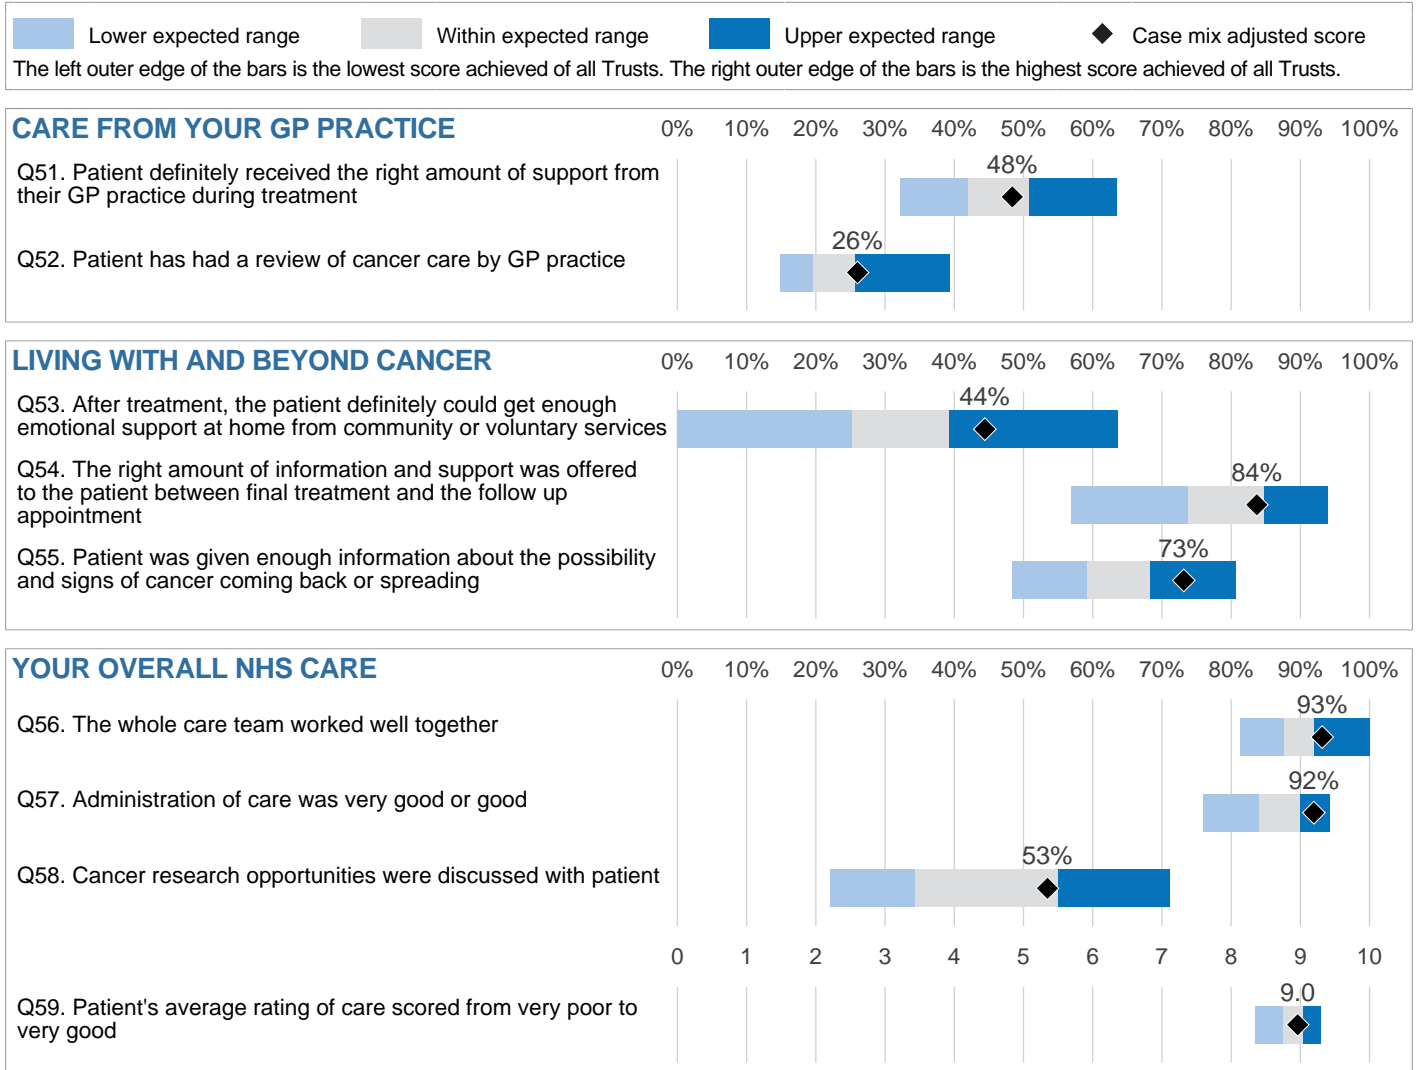 Lower expected range Within expected range Upper expected range Case mix adjusted score
The left outer edge of the bars is the lowest score achieved of all Trusts. The right outer edge of the bars is the highest score achieved of all Trusts.
CARE FROM YOUR GP PRACTICE 0% 10% 20% 30% 40% 50% 60% 70% 80% 90% 100%
48%
Q51. Patient definitely received the right amount of support from
their GP practice during treatment
26%
Q52. Patient has had a review of cancer care by GP practice
LIVING WITH AND BEYOND CANCER 0% 10% 20% 30% 40% 50% 60% 70% 80% 90% 100%
44%
Q53. After treatment, the patient definitely could get enough
emotional support at home from community or voluntary services
84%
Q54. The right amount of information and support was offered
to the patient between final treatment and the follow up
appointment
73%
Q55. Patient was given enough information about the possibility
and signs of cancer coming back or spreading
YOUR OVERALL NHS CARE 0% 10% 20% 30% 40% 50% 60% 70% 80% 90% 100%
93%
Q56. The whole care team worked well together
92%
Q57. Administration of care was very good or good
53%
Q58. Cancer research opportunities were discussed with patient
0 1 2 3 4 5 6 7 8 9 10
9.0
Q59. Patient's average rating of care scored from very poor to
very good